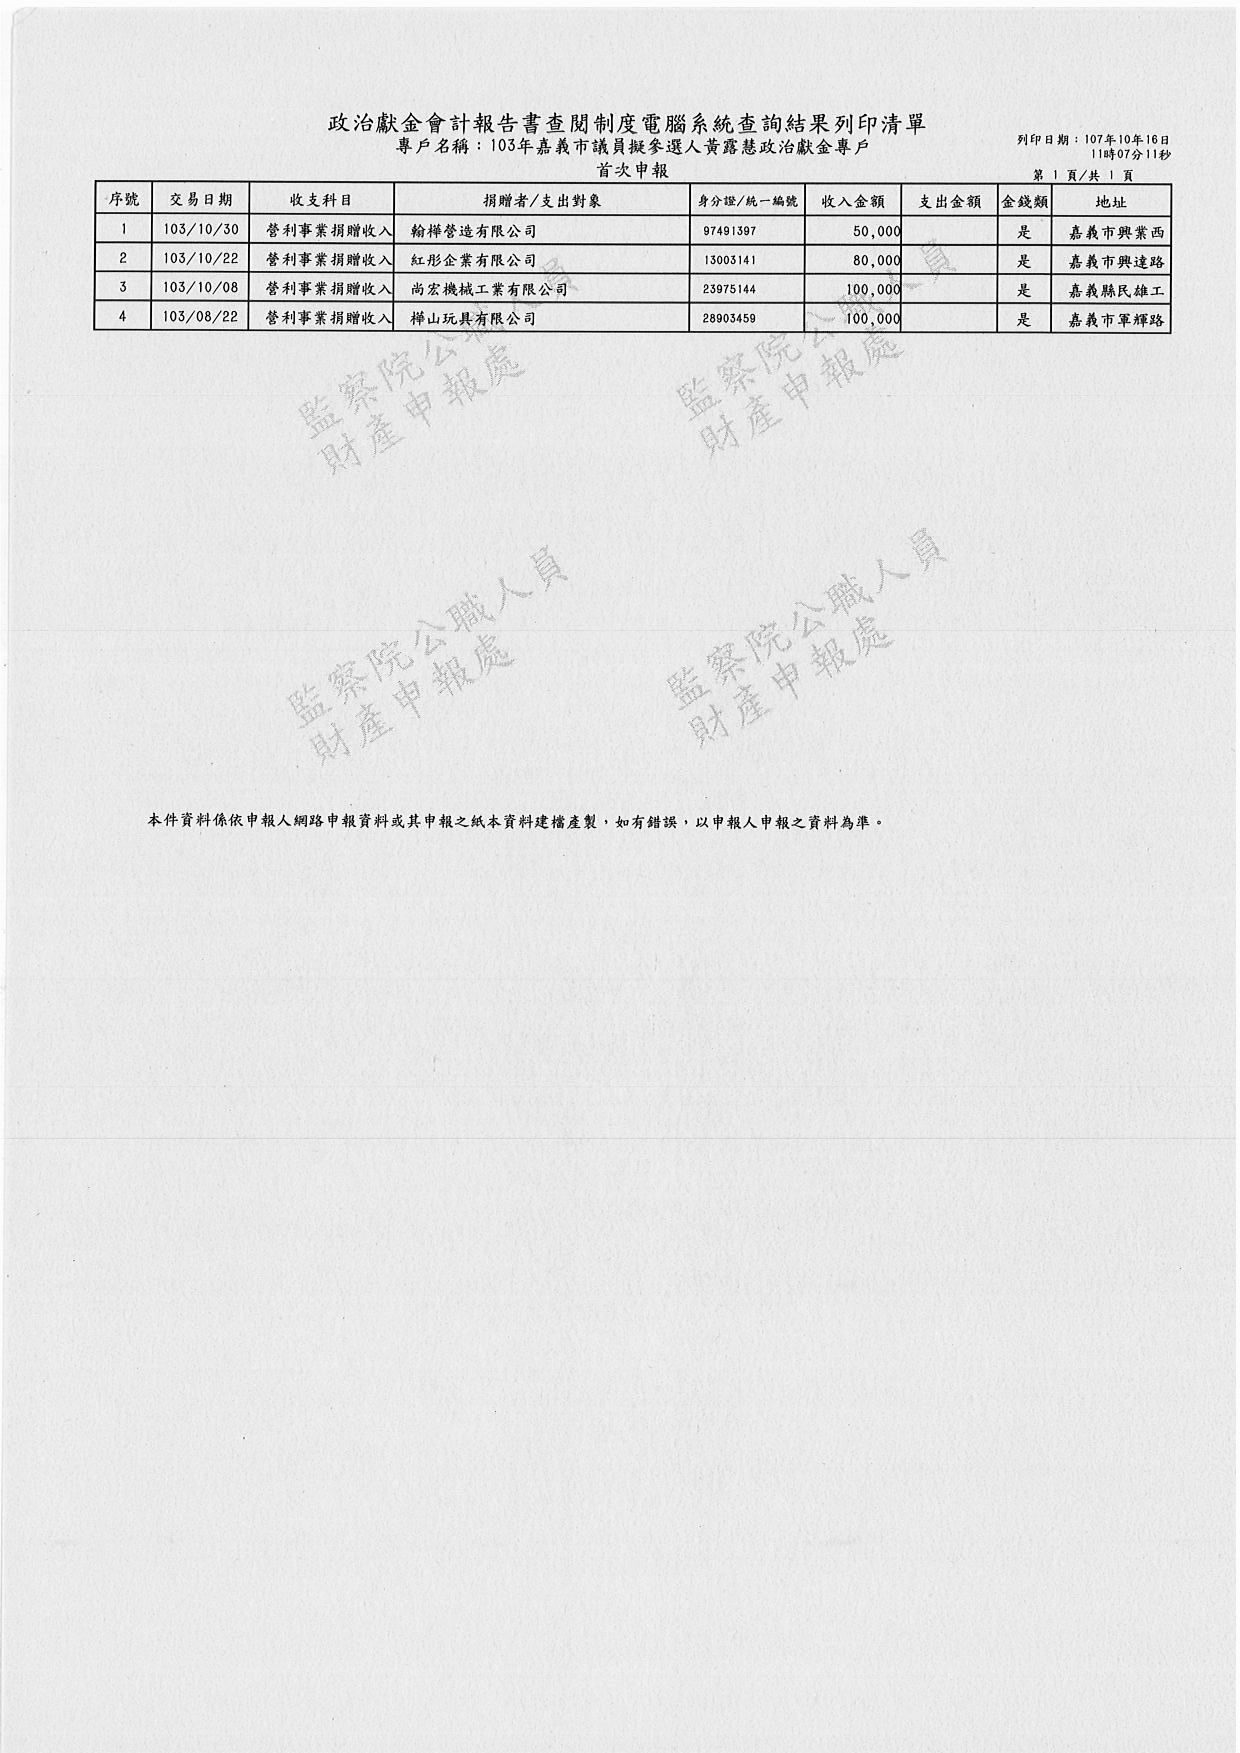 政治獻金會計報告書查閱制度電腦系統查詢結果列印清單
專戶名稱：103年嘉義市議員擬參選人黃露慧政治獻金專戶
列印日期：107年10年16日
11時07分11秒
首次申報
第 1 頁/共 1 頁
序號 交易日期 收支科目 捐贈者/支出對象 身分證/統一編號 收入金額 支出金額 金錢類 地址
1 103/10/30 營利事業捐贈收入 翰樺營造有限公司 97491397 50,000 是 嘉義市興業西
2 103/10/22 營利事業捐贈收入 紅彤企業有限公司 13003141 80,000 是 嘉義市興達路
3 103/10/08 營利事業捐贈收入 尚宏機械工業有限公司 23975144 100,000 是 嘉義縣民雄工
4 103/08/22 營利事業捐贈收入 樺山玩具有限公司 28903459 100,000 是 嘉義市軍輝路
監察院公職人員
財產申報處
監察院公職人員
財產申報處
監察院公職人員
財產申報處
監察院公職人員
財產申報處
本件資料係依申報人網路申報資料或其申報之紙本資料建檔產製，如有錯誤，以申報人申報之資料為準。